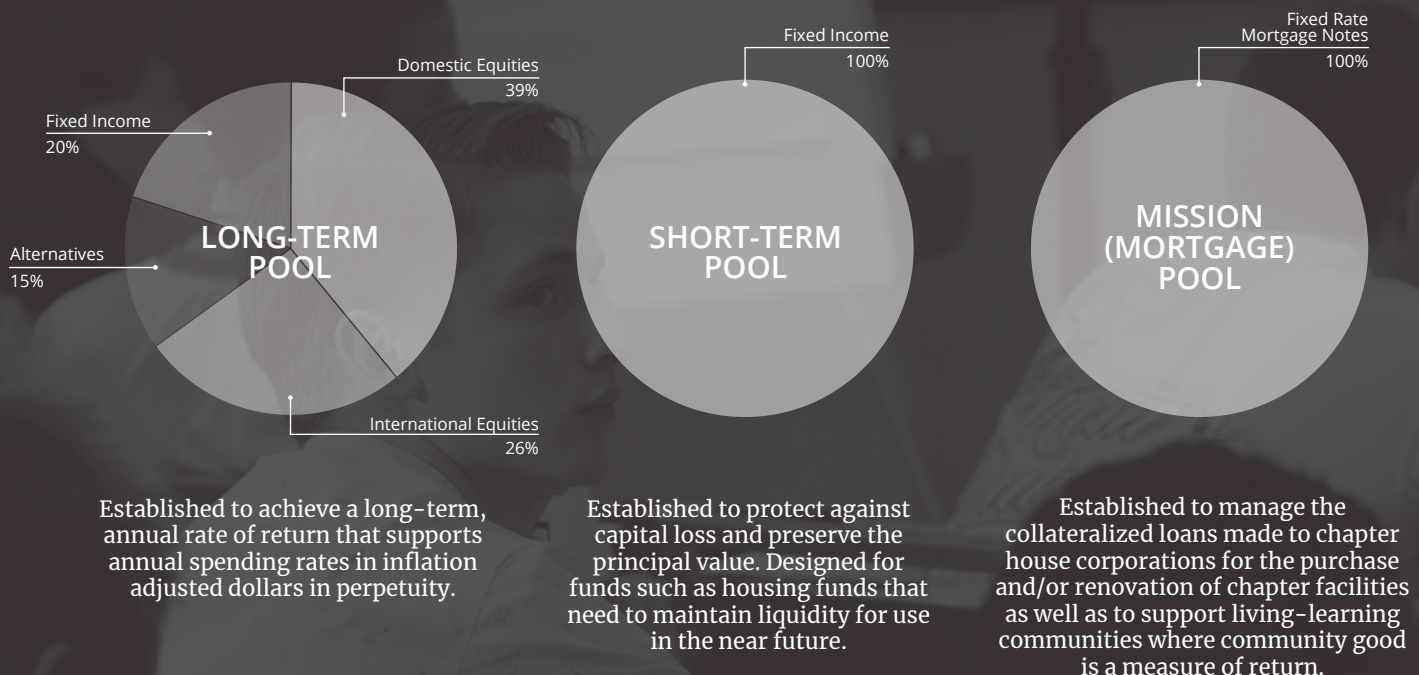 Domestic Equities
39%
Fixed Income
20%
Alternatives
15%
International Equities
26%
LONG-TERM
POOL
Established to achieve a long-term,
annual rate of return that supports
annual spending rates in inflation
adjusted dollars in perpetuity.
Fixed Income
100%
SHORT-TERM
POOL
Established to protect against
capital loss and preserve the
principal value. Designed for
funds such as housing funds that
need to maintain liquidity for use
in the near future.
Fixed Rate
Mortgage Notes
100%
MISSION
(MORTGAGE)
POOL
Established to manage the
collateralized loans made to chapter
house corporations for the purchase
and/or renovation of chapter facilities
as well as to support living-learning
communities where community good
is a measure of return.